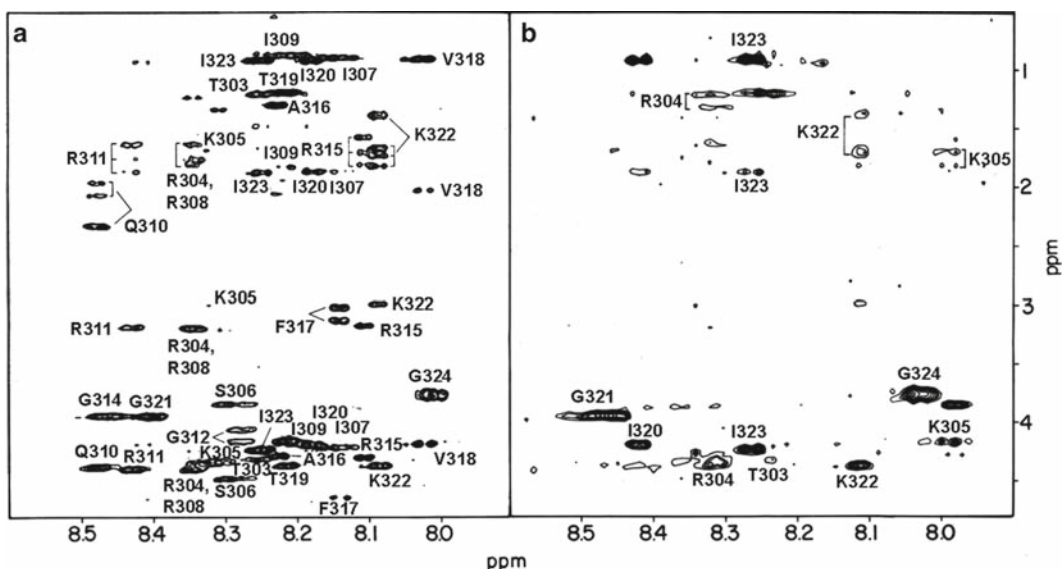 a
I309
I323
V318
T303
T319
I320
I307
A316
K322
R311
K305
I309
R315
R304,
R308
I323
I320
I307
V318
Q310
K305
K322
R311
R304,
R308
F317
R315
G324
S306
G314
G321
I323
I320
G312
I309
I307
Q310
R311
K305
T303
A316
R315
V318
R304,
R308
S306
T319
K322
F317
8.5
8.4
8.3
8.2
8.1
8.0
ppm
b
I323
R304
K322
K305
I323
G324
G321
I320
I323
K305
R304
T303
K322
1
2
3
4
ppm
8.5
8.4
8.3
8.2
8.1
8.0
ppm